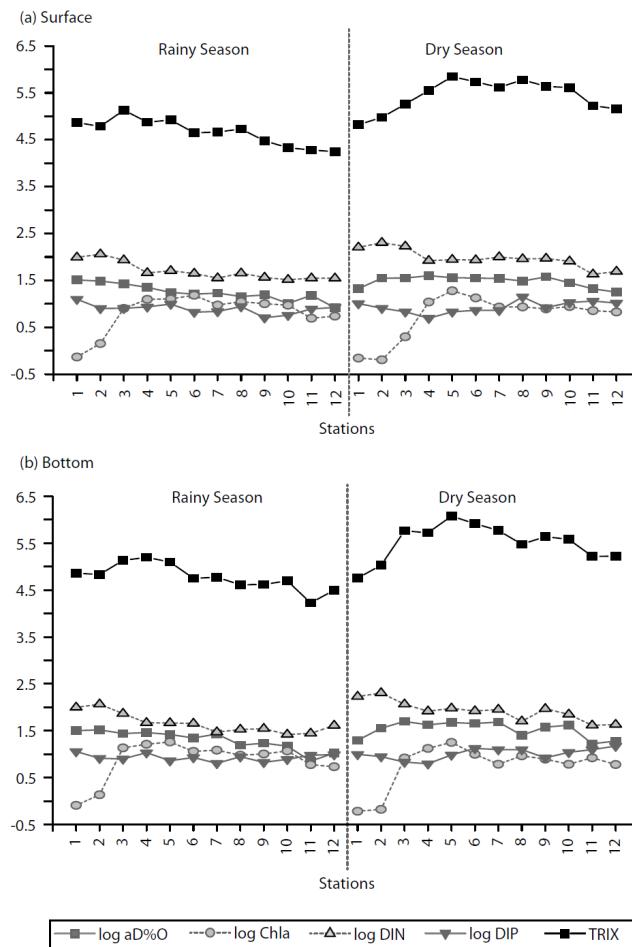 (a) Surface
Rainy Season
Dry Season
6.5
5.5
4.5
3.5
2.5
1.5
0.5
-0.5
1 2 3 4 5 6 7 8 9 10 11 12 1 2 3 4 5 6 7 8 9 10 11 12
Stations
(b) Bottom
Rainy Season
Dry Season
6.5
5.5
4.5
3.5
2.5
1.5
0.5
-0.5
1 2 3 4 5 6 7 8 9 10 11 12 1 2 3 4 5 6 7 8 9 10 11 12
Stations
log aD%O log Chla log DIN log DIP TRIX